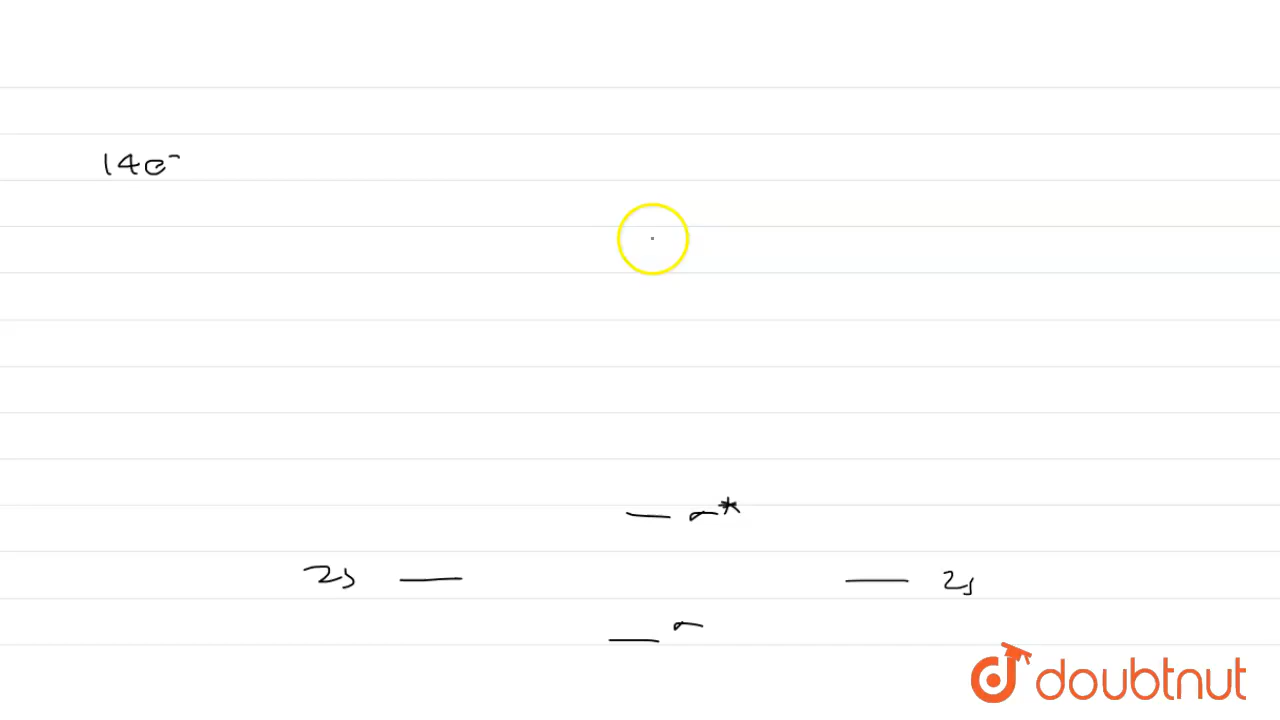 14e⁻
σ*
2s 2s
σ
doubtnut